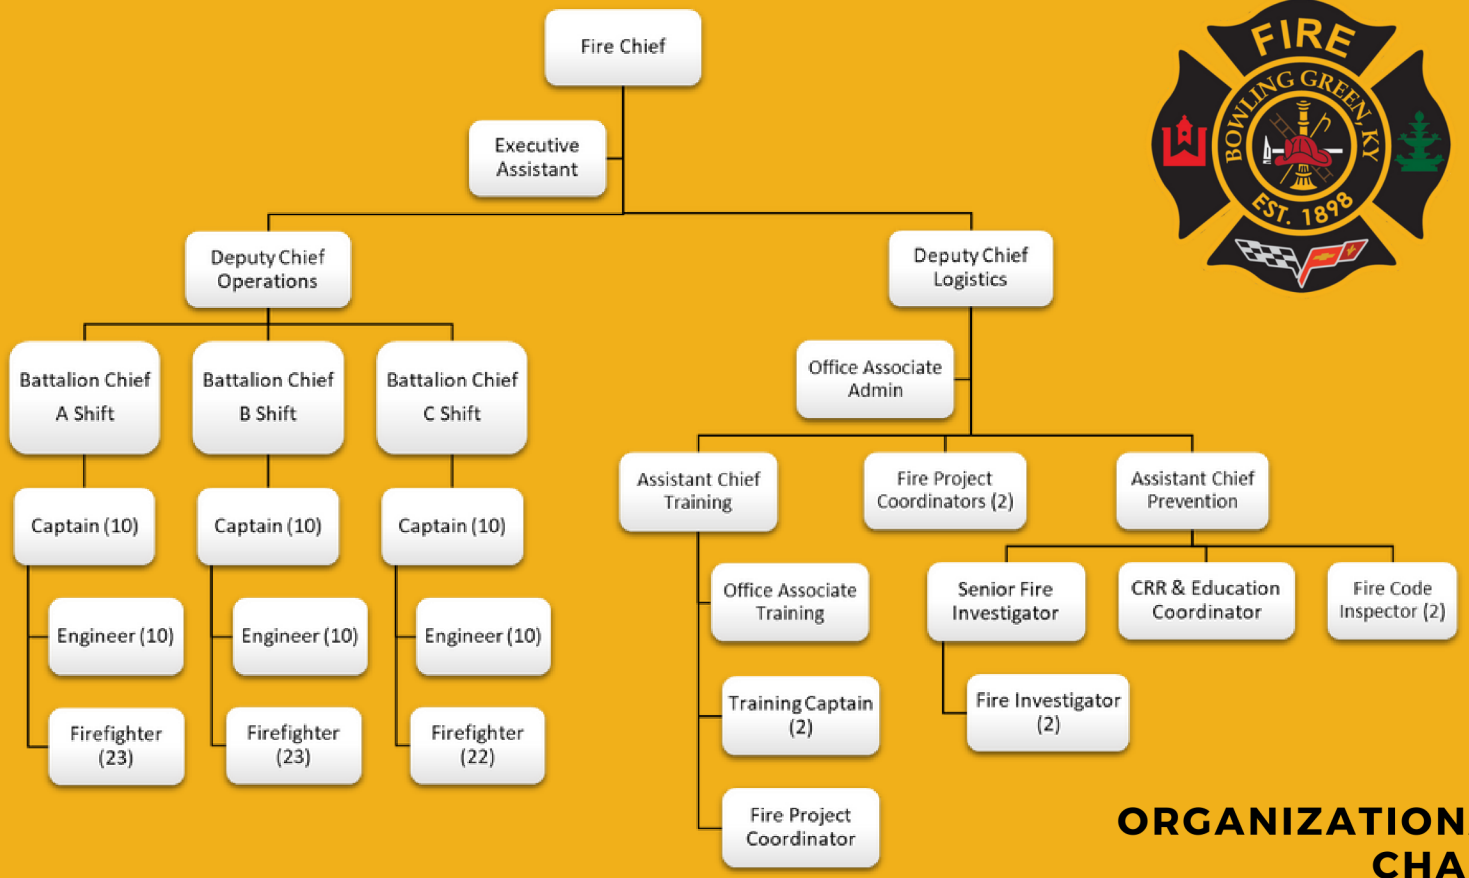 Fire Chief
Executive
Assistant
FIRE
BOWLING GREEN, KY
EST. 1898
Deputy Chief
Operations
Deputy Chief
Logistics
Battalion Chief
A Shift
Battalion Chief
B Shift
Battalion Chief
C Shift
Office Associate
Admin
Captain (10)
Captain (10)
Captain (10)
Engineer (10)
Engineer (10)
Engineer (10)
Firefighter
(23)
Firefighter
(23)
Firefighter
(22)
Assistant Chief
Training
Fire Project
Coordinators (2)
Assistant Chief
Prevention
Office Associate
Training
Training Captain
(2)
Fire Project
Coordinator
Senior Fire
Investigator
CRR & Education
Coordinator
Fire Code
Inspector (2)
Fire Investigator
(2)
ORGANIZATION
CHA